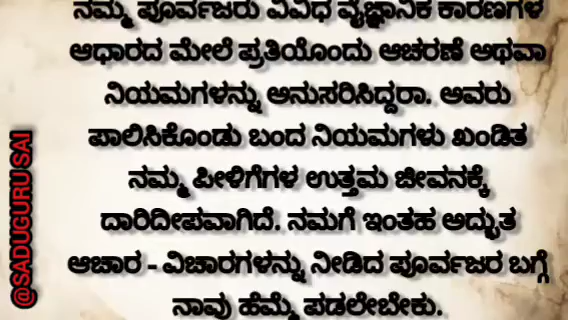 ನಮ್ಮ ಪೂರ್ವಜರು ವಿವಿಧ ವೈಜ್ಞಾನಿಕ ಕಾರಣಗಳ
ಆಧಾರದ ಮೇಲೆ ಪ್ರತಿಯೊಂದು ಆಚರಣೆ ಅಥವಾ
ನಿಯಮಗಳನ್ನು ಅನುಸರಿಸಿದ್ದರಾ. ಅವರು
ಪಾಲಿಸಿಕೊಂಡು ಬಂದ ನಿಯಮಗಳು ಖಂಡಿತ
ನಮ್ಮ ಪೀಳಿಗೆಗಳ ಉತ್ತಮ ಜೀವನಕ್ಕೆ
ದಾರಿದೀಪವಾಗಿದೆ. ನಮಗೆ ಇಂತಹ ಅದ್ಭುತ
ಆಚಾರ - ವಿಚಾರಗಳನ್ನು ನೀಡಿದ ಪೂರ್ವಜರ ಬಗ್ಗೆ
ನಾವು ಹೆಮ್ಮೆ ಪಡಲೇಬೇಕು.
@SADUGURU SAI